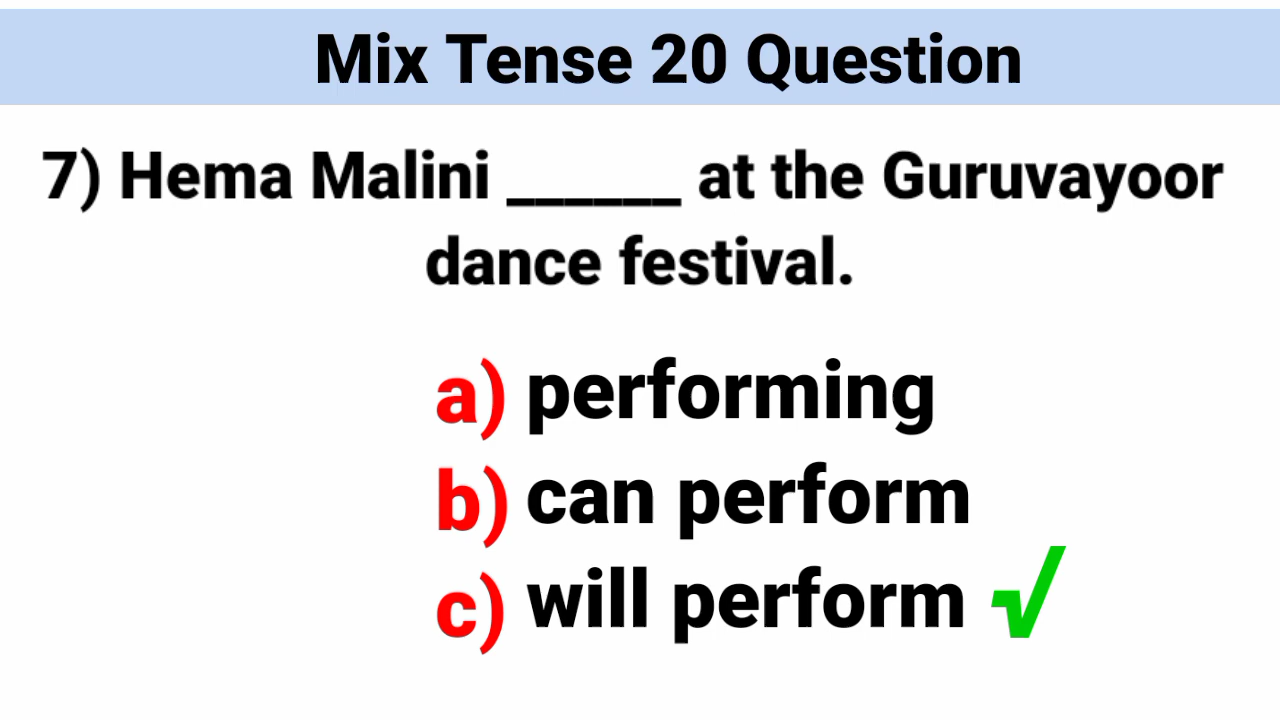 Mix Tense 20 Question
7) Hema Malini ______ at the Guruvayoor
dance festival.
a) performing
b) can perform
c) will perform √